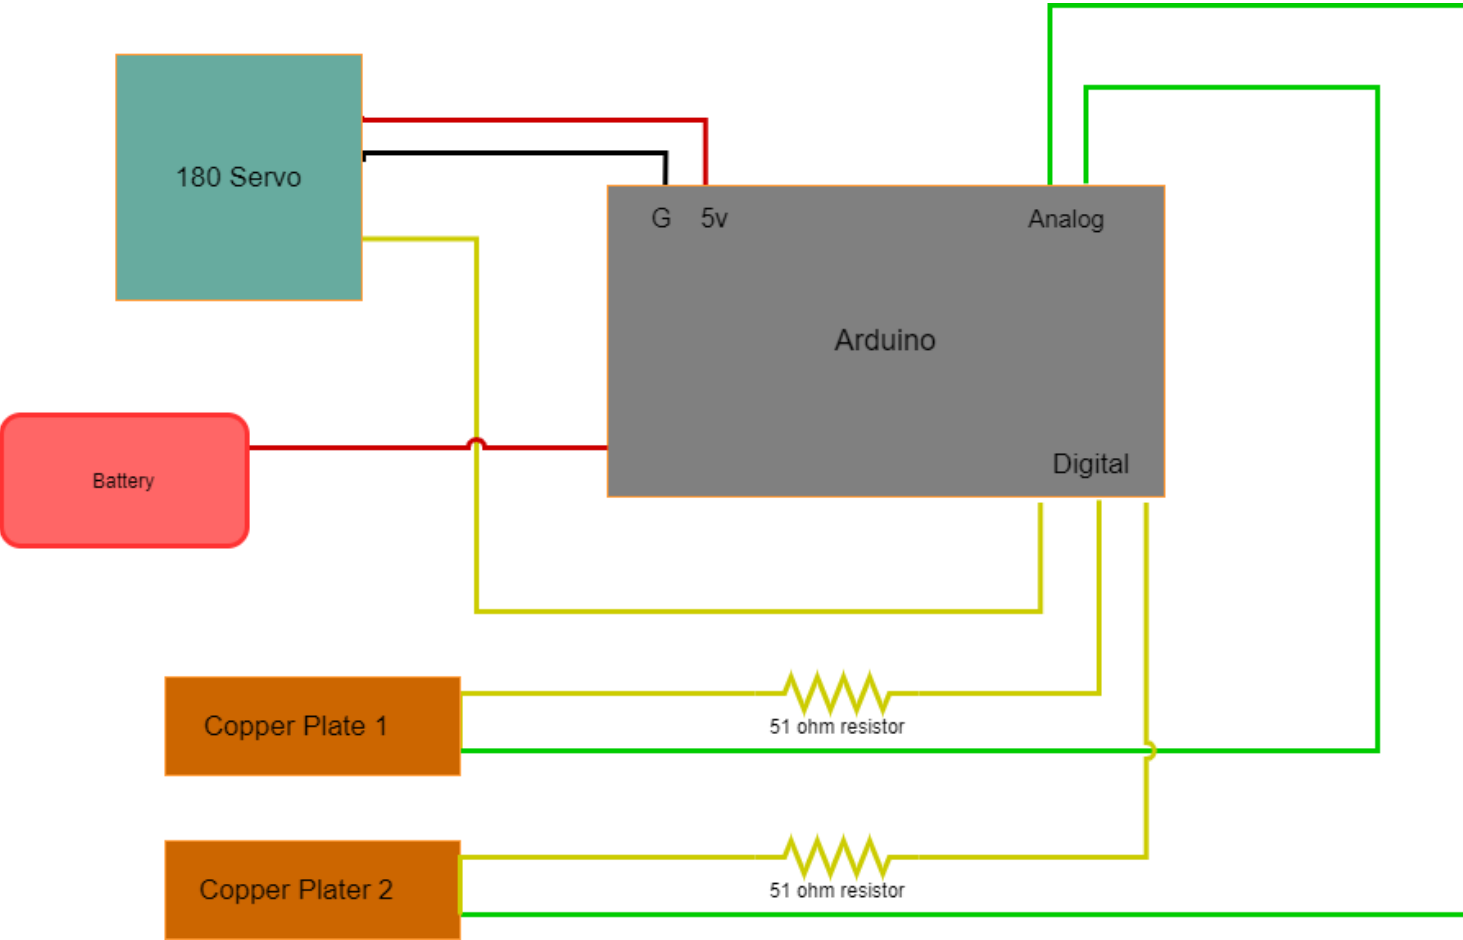 180 Servo
G 5v
Analog
Arduino
Battery
Digital
Copper Plate 1
51 ohm resistor
Copper Plater 2
51 ohm resistor